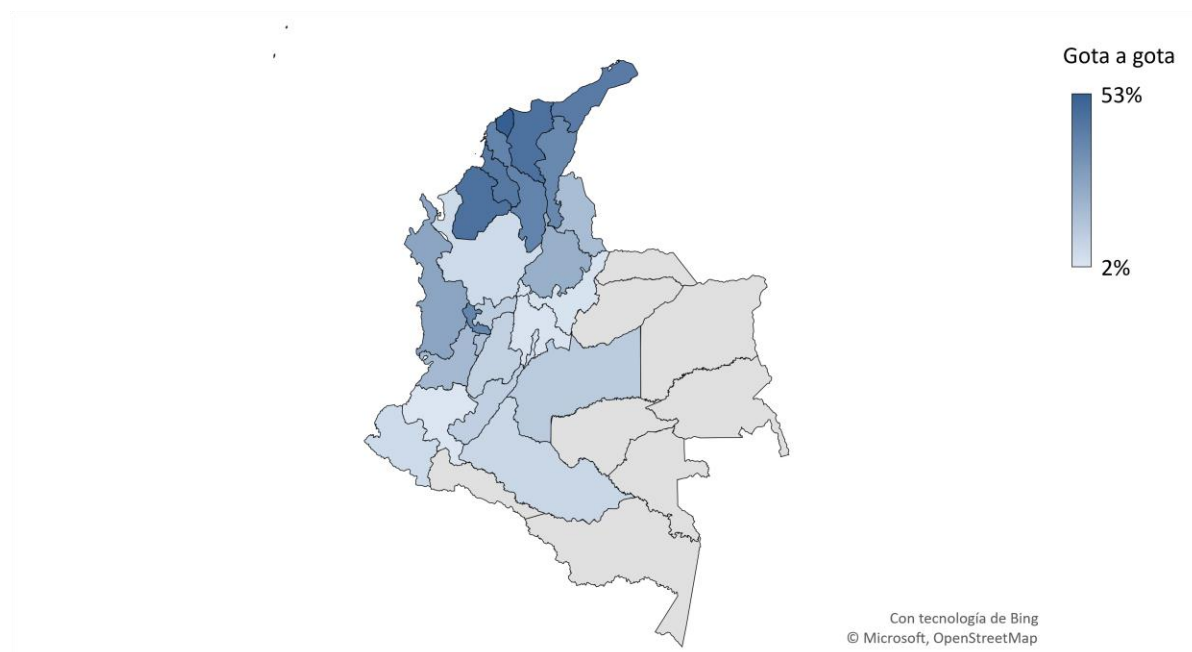 Gota a gota
53%
2%
Con tecnología de Bing
© Microsoft, OpenStreetMap